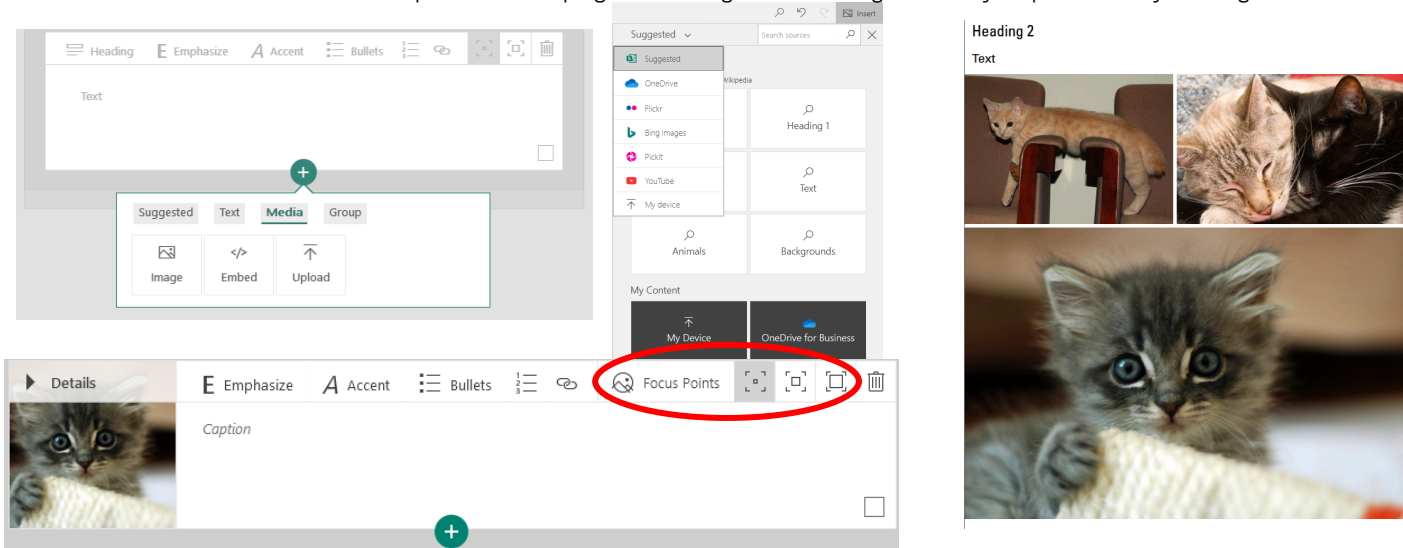 Heading E Emphasize A Accent Bullets
Text
Suggested Text Media Group
Image Embed Upload
Insert
Suggested Search sources
Suggested
OneDrive
Flickr
Bing Images
Pickit
YouTube
My device
Wikipedia
Heading 1
Text
Animals Backgrounds
My Content
My Device OneDrive for Business
Details E Emphasize A Accent Bullets Focus Points
Caption
Heading 2
Text